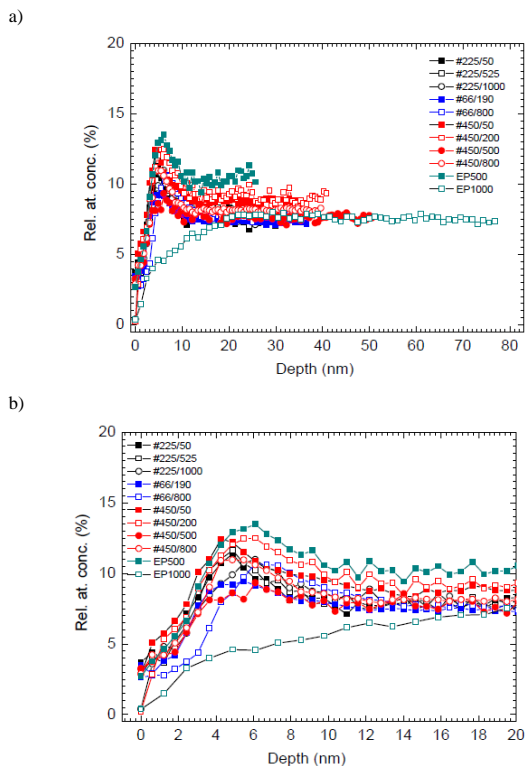 a)
20
15
10
5
0
Rel. at. conc. (%)
#225/50
#225/525
#225/1000
#66/190
#66/800
#450/50
#450/200
#450/500
#450/800
EP500
EP1000
0 10 20 30 40 50 60 70 80
Depth (nm)
b)
20
15
10
5
0
Rel. at. conc. (%)
#225/50
#225/525
#225/1000
#66/190
#66/800
#450/50
#450/200
#450/500
#450/800
EP500
EP1000
0 2 4 6 8 10 12 14 16 18 20
Depth (nm)